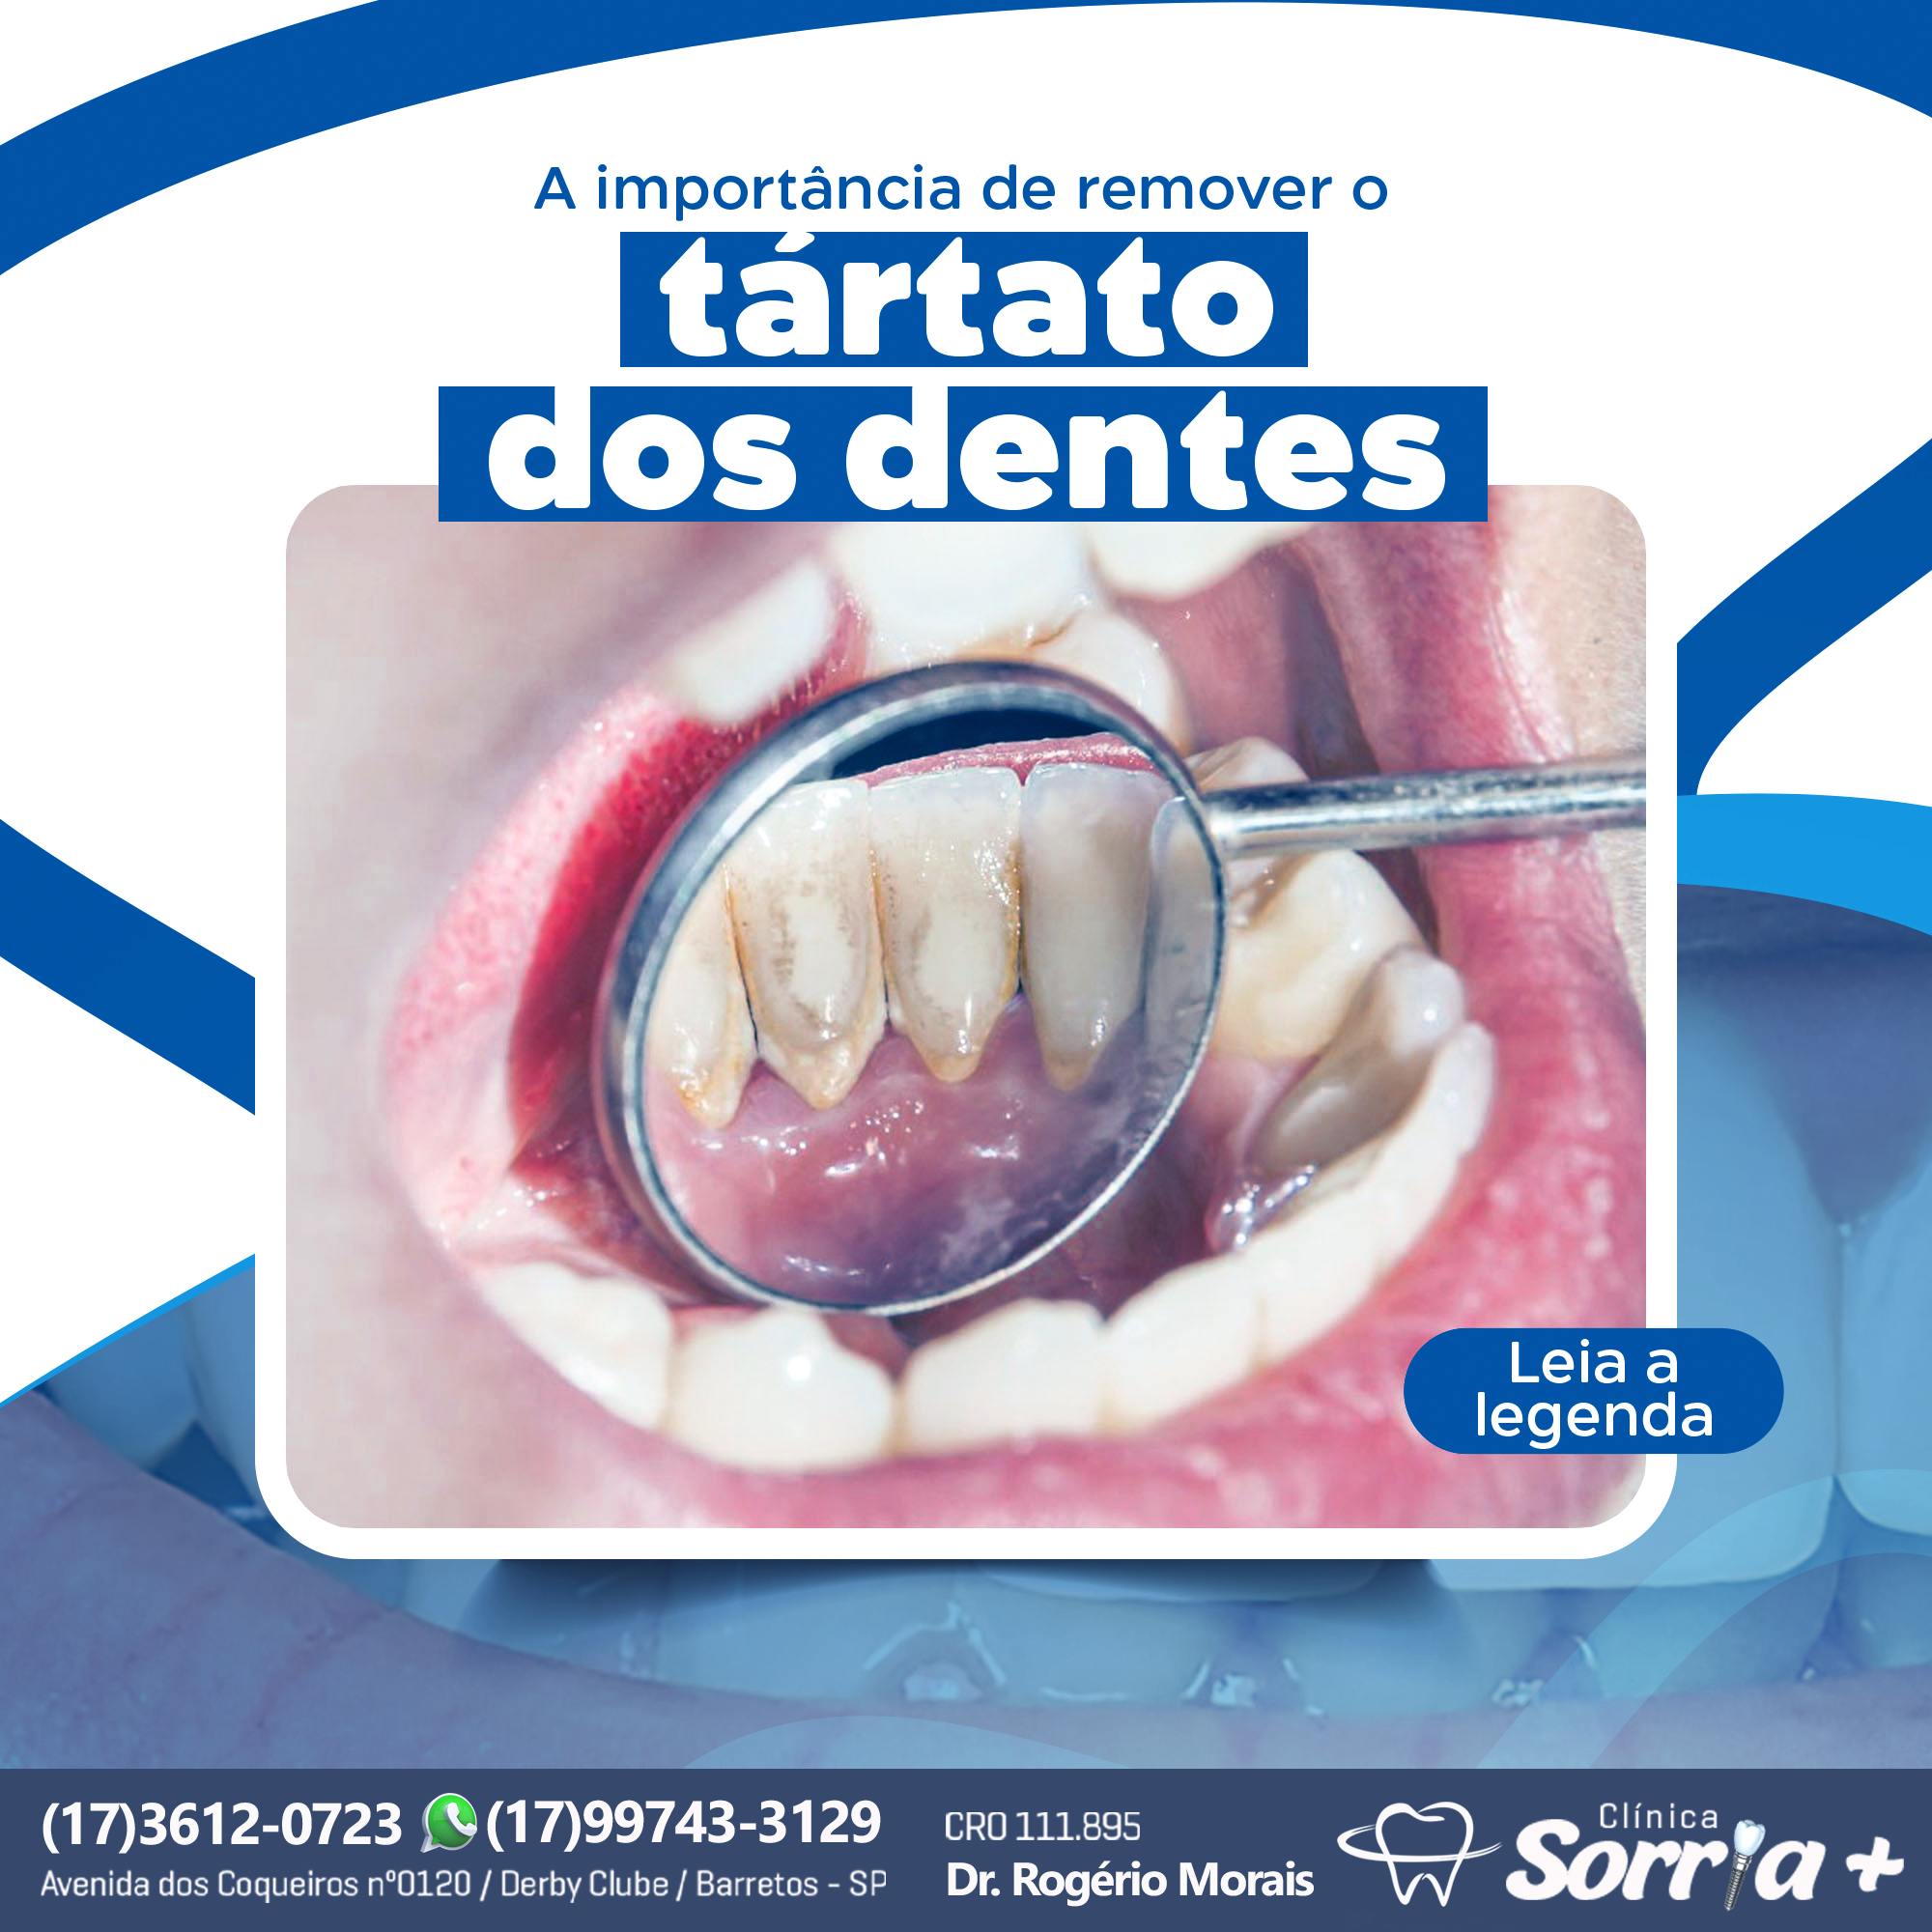 A importância de remover o
tártato
dos dentes
Leia a
legenda
(17)3612-0723 (17)99743-3129
Avenida dos Coqueiros nº0120 / Derby Clube / Barretos - SP
CRO 111.895
Dr. Rogério Morais
Clínica
Sorria +